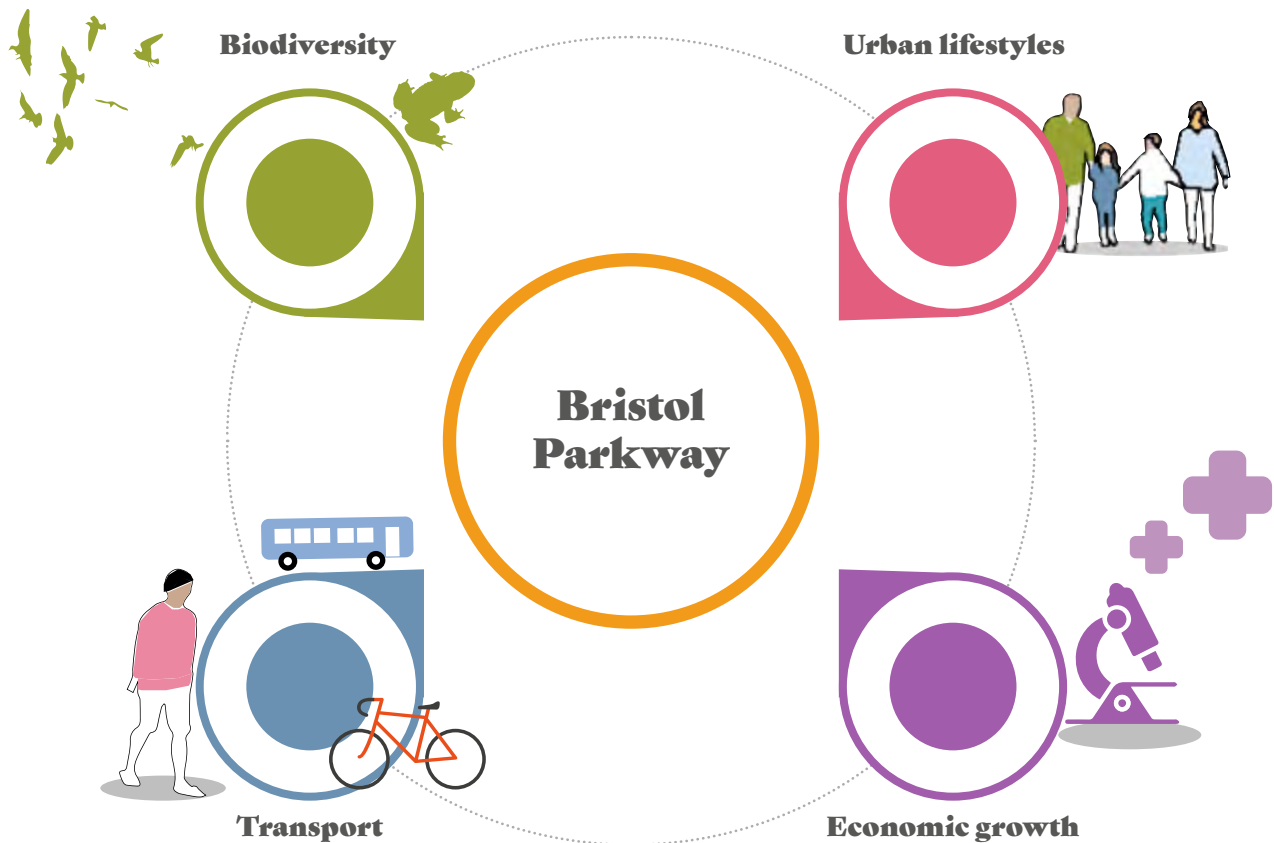 Biodiversity
Urban lifestyles
Bristol
Parkway
Transport
Economic growth